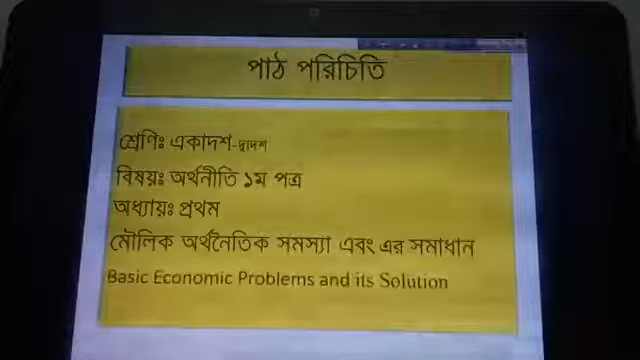 পাঠ পরিচিতি
শ্রেণিঃ একাদশ-দ্বাদশ
বিষয়ঃ অর্থনীতি ১ম পত্র
অধ্যায়ঃ প্রথম
মৌলিক অর্থনৈতিক সমস্যা এবং এর সমাধান
Basic Economic Problems and its Solution